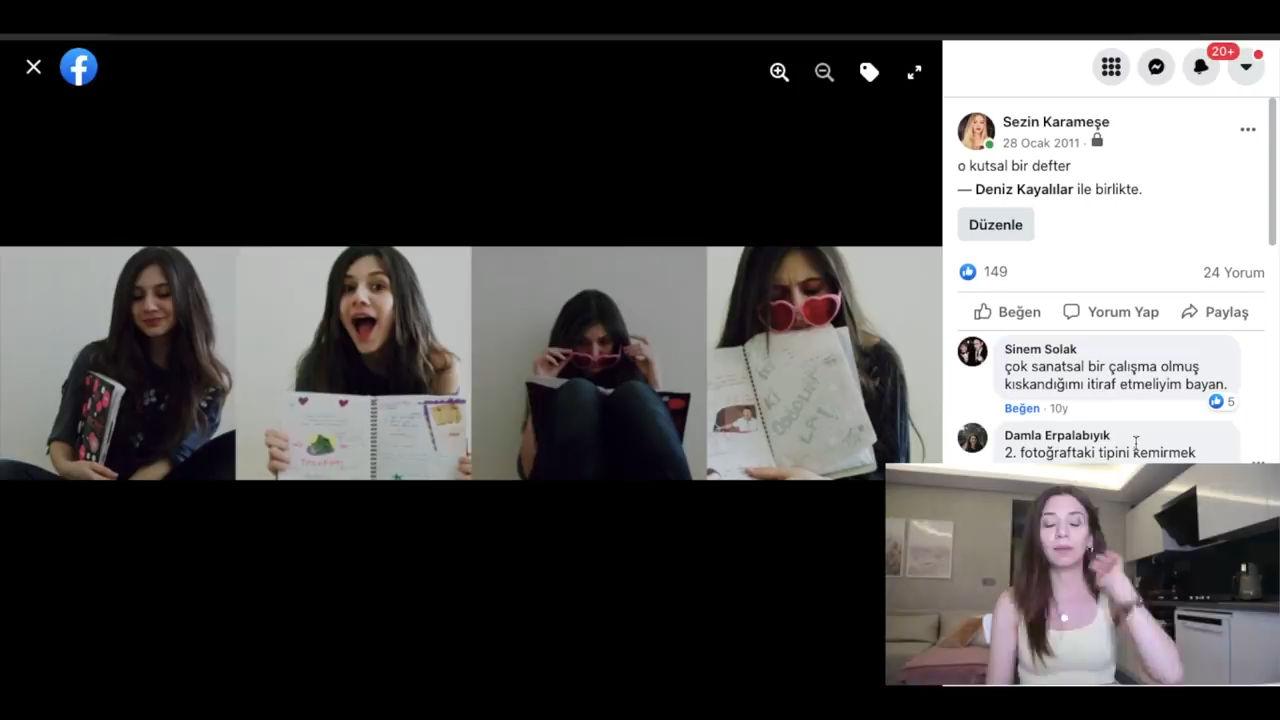 20+
Sezin Karameşe
28 Ocak 2011
o kutsal bir defter
— Deniz Kayalılar ile birlikte.
Düzenle
149
24 Yorum
Beğen
Yorum Yap
Paylaş
Sinem Solak
çok sanatsal bir çalışma olmuş
kıskandığımı itiraf etmeliyim bayan.
Beğen · 10y
5
Damla Erpalabıyık
2. fotoğraftaki tipini kemirmek